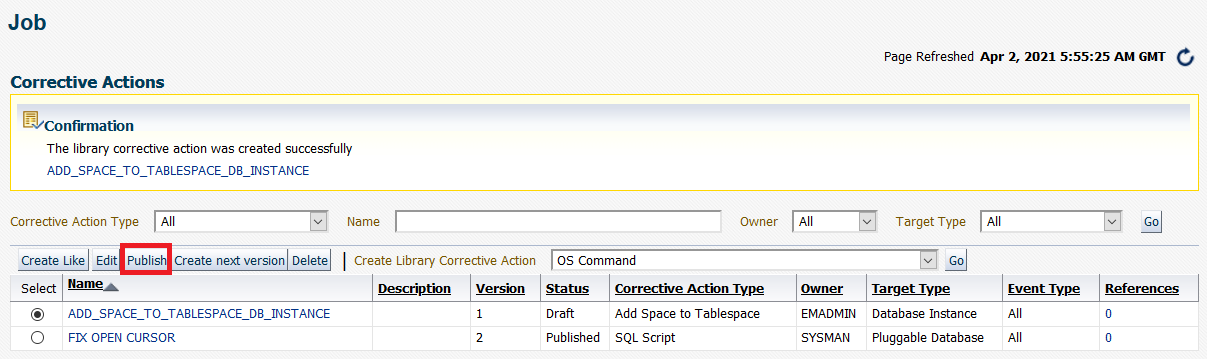 Job
Page Refreshed Apr 2, 2021 5:55:25 AM GMT
Corrective Actions
Confirmation
The library corrective action was created successfully
ADD_SPACE_TO_TABLESPACE_DB_INSTANCE
Corrective Action Type All Name Owner All Target Type All Go
Create Like Edit Publish Create next version Delete Create Library Corrective Action OS Command Go
Select Name Description Version Status Corrective Action Type Owner Target Type Event Type References
ADD_SPACE_TO_TABLESPACE_DB_INSTANCE 1 Draft Add Space to Tablespace EMADMIN Database Instance All 0
FIX OPEN CURSOR 2 Published SQL Script SYSMAN Pluggable Database All 0